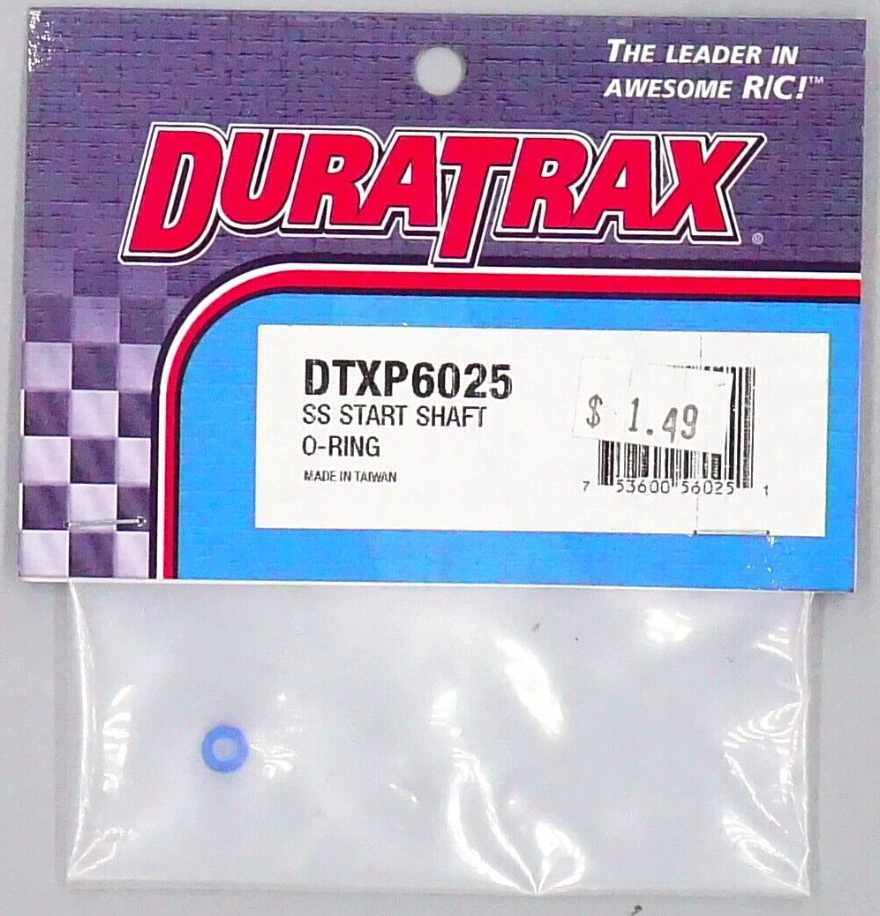 THE LEADER IN
AWESOME R/C!™
DURATRAX®
DTXP6025
SS START SHAFT
O-RING
MADE IN TAIWAN
$ 1.49
7 53600 56025 1